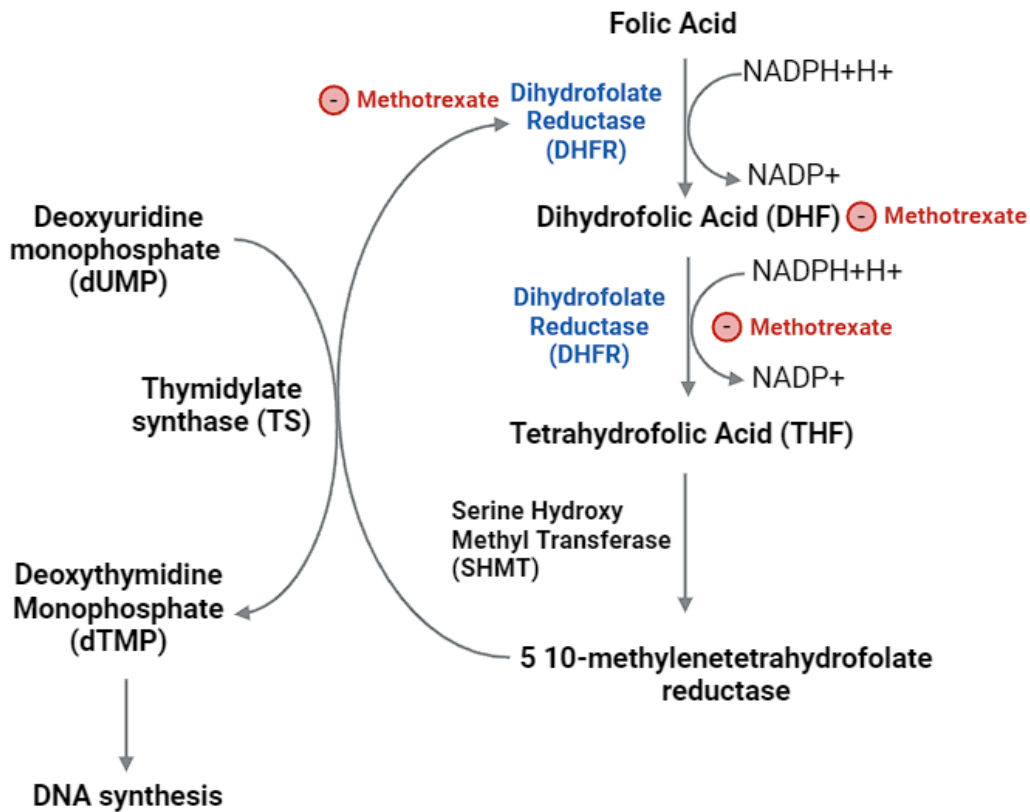 Folic Acid
NADPH+H+
- Methotrexate
Dihydrofolate
Reductase
(DHFR)
NADP+
Dihydrofolic Acid (DHF)
- Methotrexate
Deoxyuridine
monophosphate
(dUMP)
NADPH+H+
Dihydrofolate
Reductase
(DHFR)
- Methotrexate
NADP+
Thymidylate
synthase (TS)
Tetrahydrofolic Acid (THF)
Serine Hydroxy
Methyl Transferase
(SHMT)
Deoxythymidine
Monophosphate
(dTMP)
5 10-methylenetetrahydrofolate
reductase
DNA synthesis